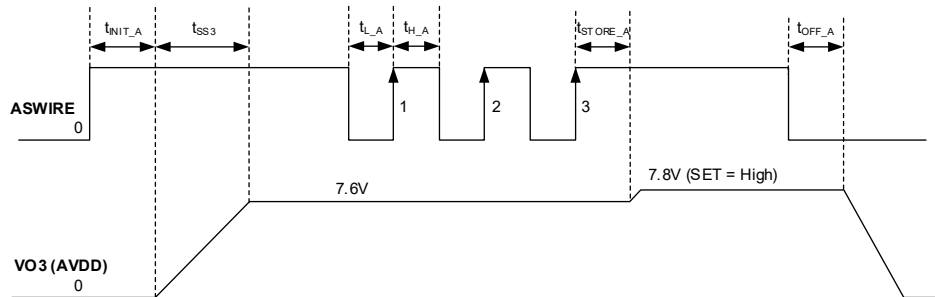 tINIT_A tSS3 tL_A tH_A tSTORE_A tOFF_A
ASWIRE
0
1 2 3
7.6V
7.8V (SET = High)
VO3 (AVDD)
0